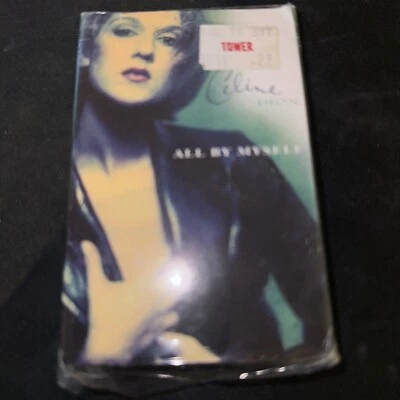 TOWER
Céline
DION
ALL BY MYSELF